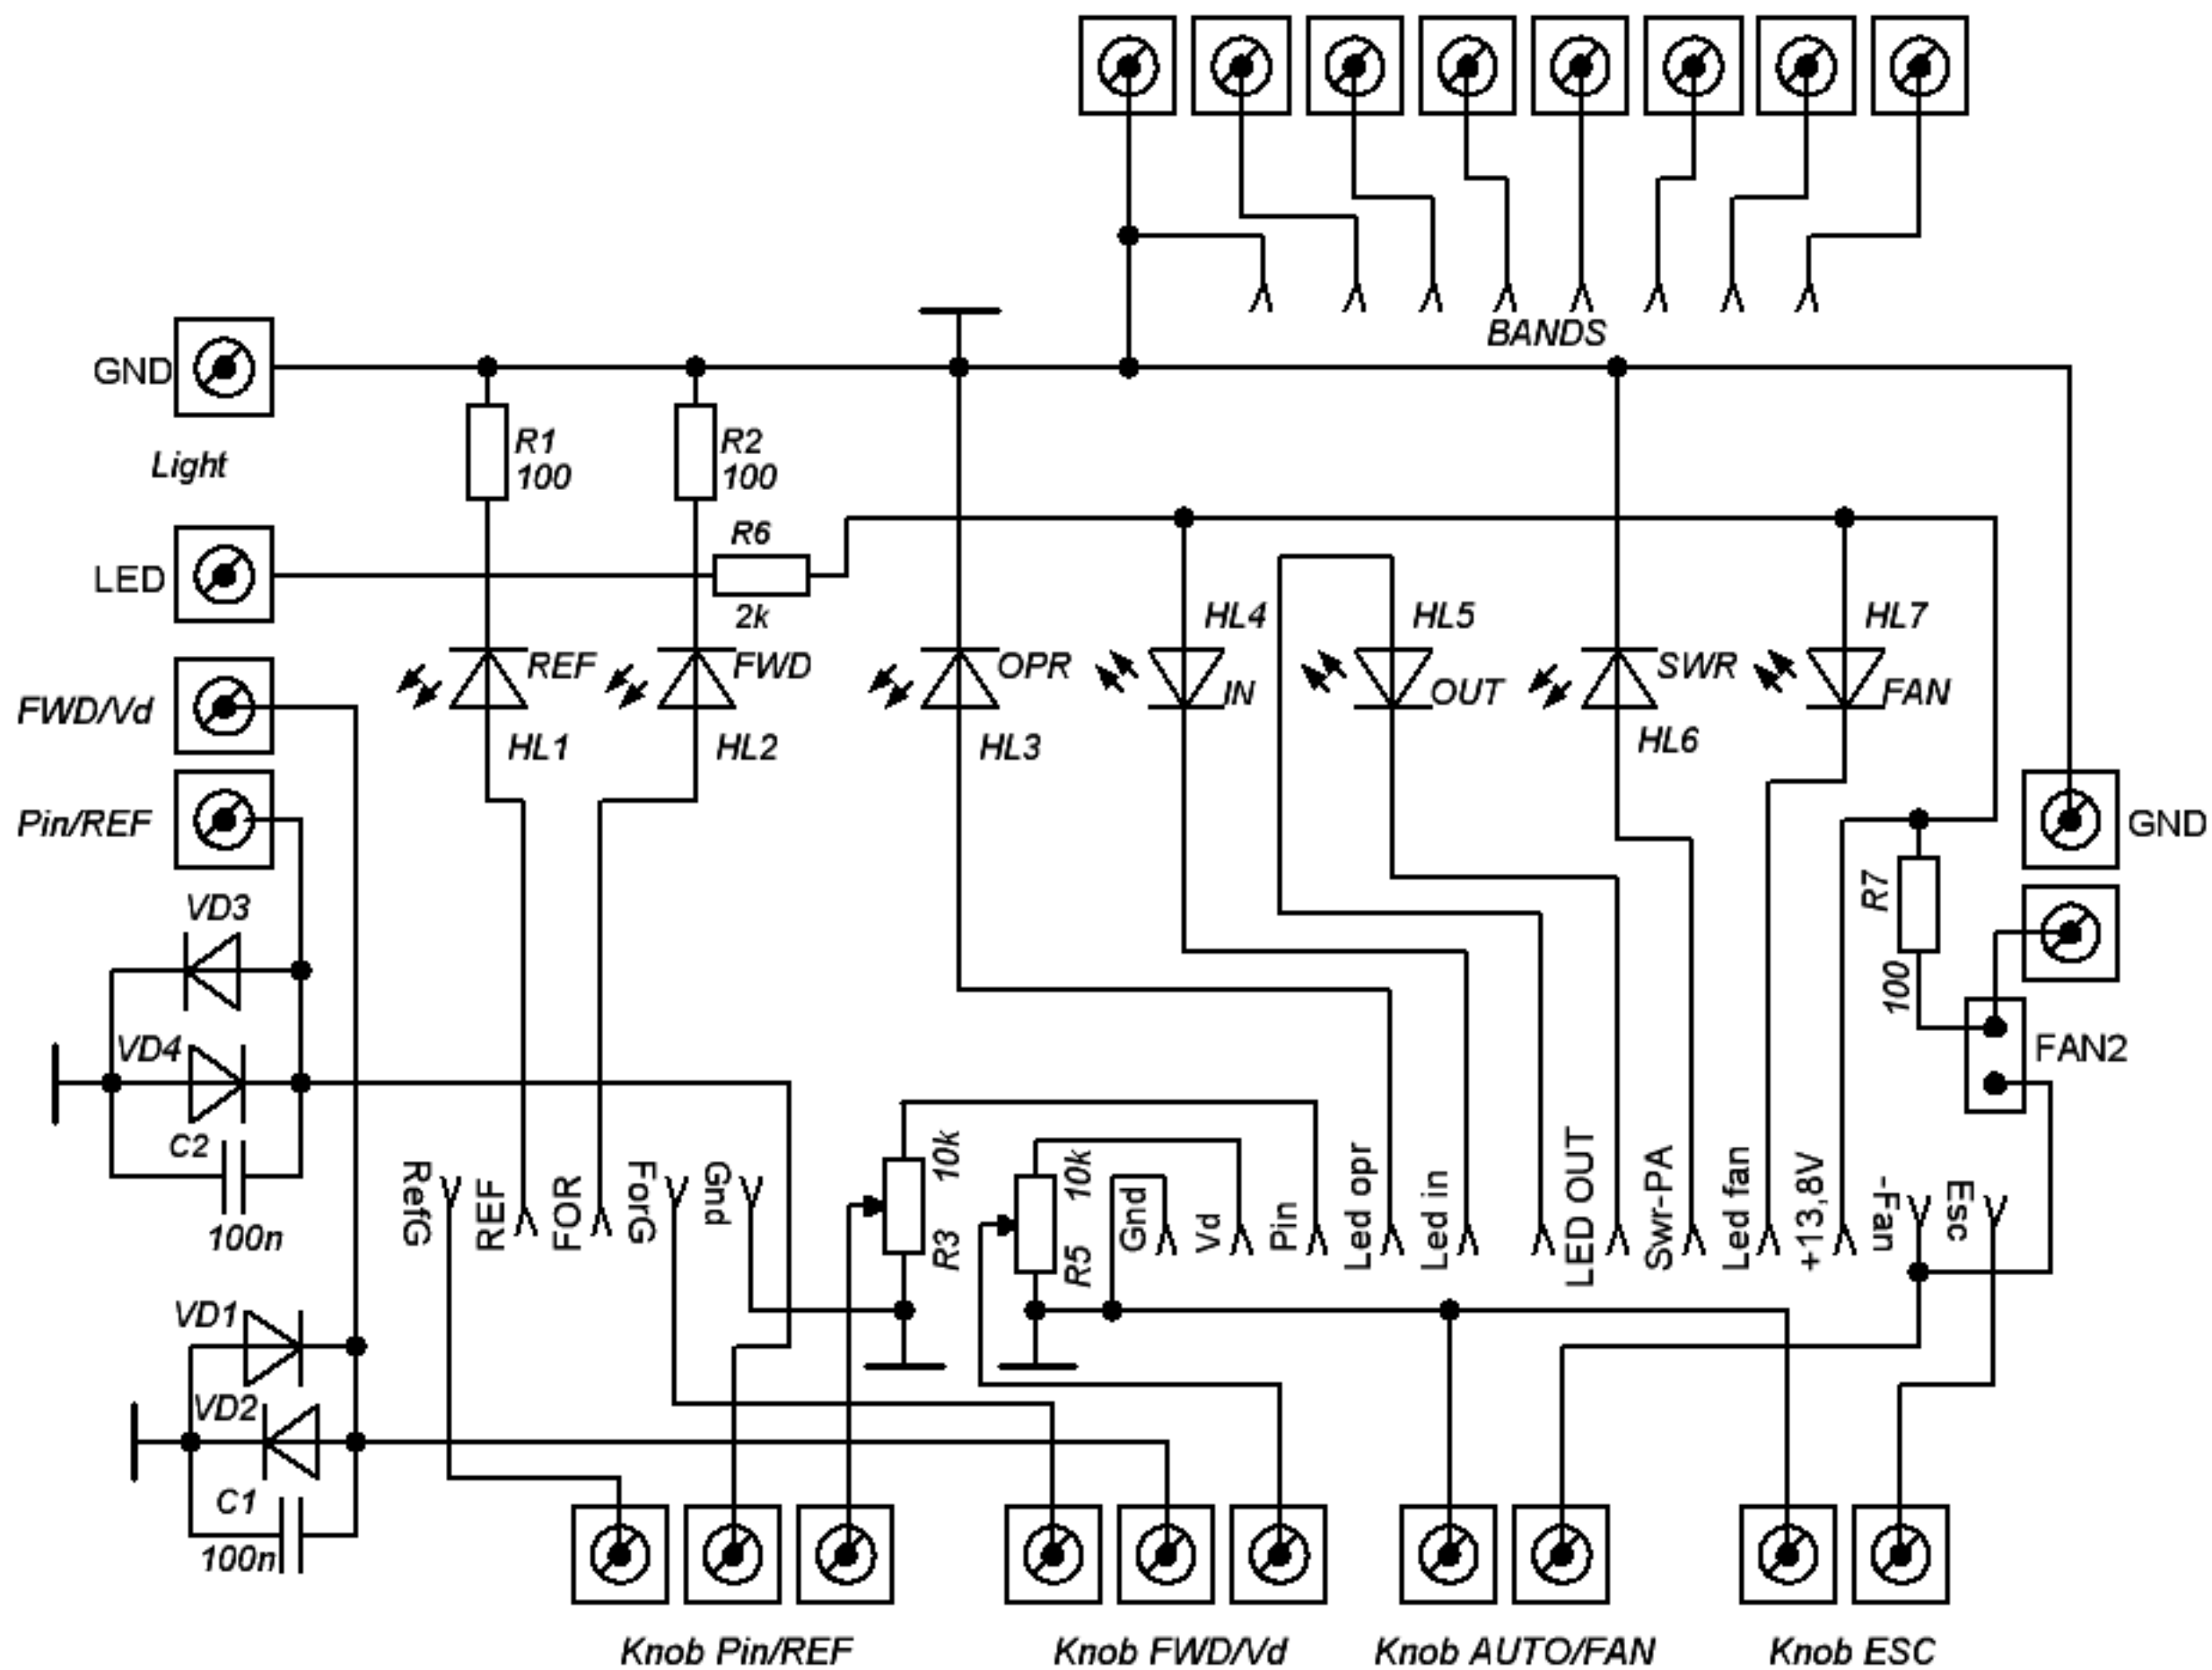 BANDS
GND
Light
R1
100
R2
100
R6
2k
LED
HL4
HL5
HL7
REF
FWD
OPR
IN
OUT
SWR
FAN
FWD/Vd
HL1
HL2
HL3
HL6
Pin/REF
GND
R7
100
VD3
VD4
FAN2
C2
100n
RefG
REF
FOR
ForG
Gnd
10k
R3
10k
R5
Gnd
Vd
Pin
Led opr
Led in
LED OUT
Swr-PA
Led fan
+13,8V
-Fan
Esc
VD1
VD2
C1
100n
Knob Pin/REF
Knob FWD/Vd
Knob AUTO/FAN
Knob ESC